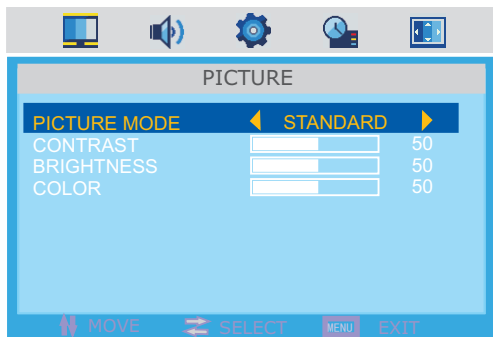 PICTURE
PICTURE MODE STANDARD
CONTRAST 50
BRIGHTNESS 50
COLOR 50
MOVE SELECT MENU EXIT